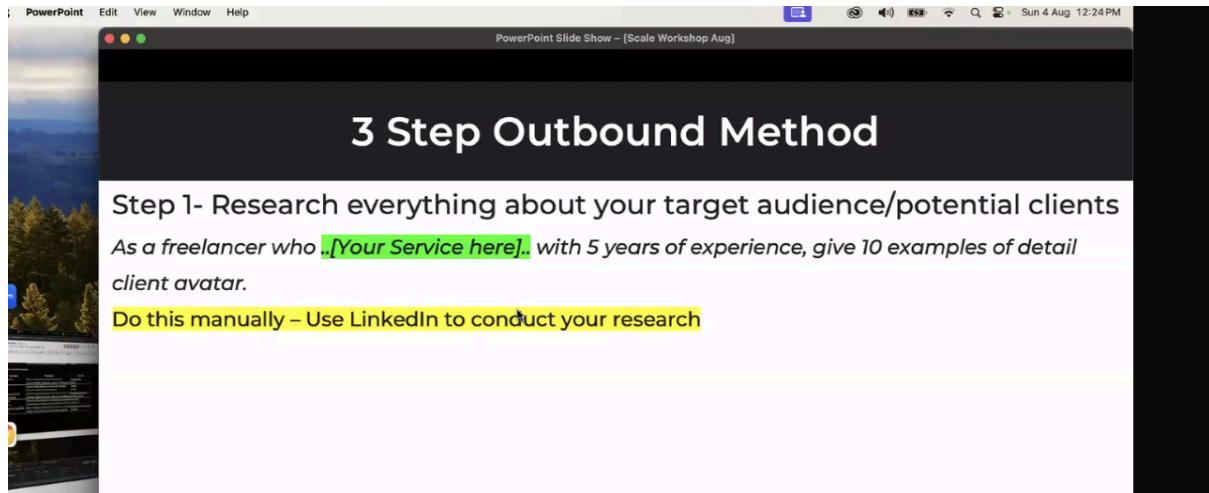 PowerPoint Edit View Window Help Sun 4 Aug 12:24 PM
PowerPoint Slide Show – [Scale Workshop Aug]
3 Step Outbound Method
Step 1- Research everything about your target audience/potential clients
As a freelancer who ..[Your Service here].. with 5 years of experience, give 10 examples of detail
client avatar.
Do this manually – Use LinkedIn to conduct your research